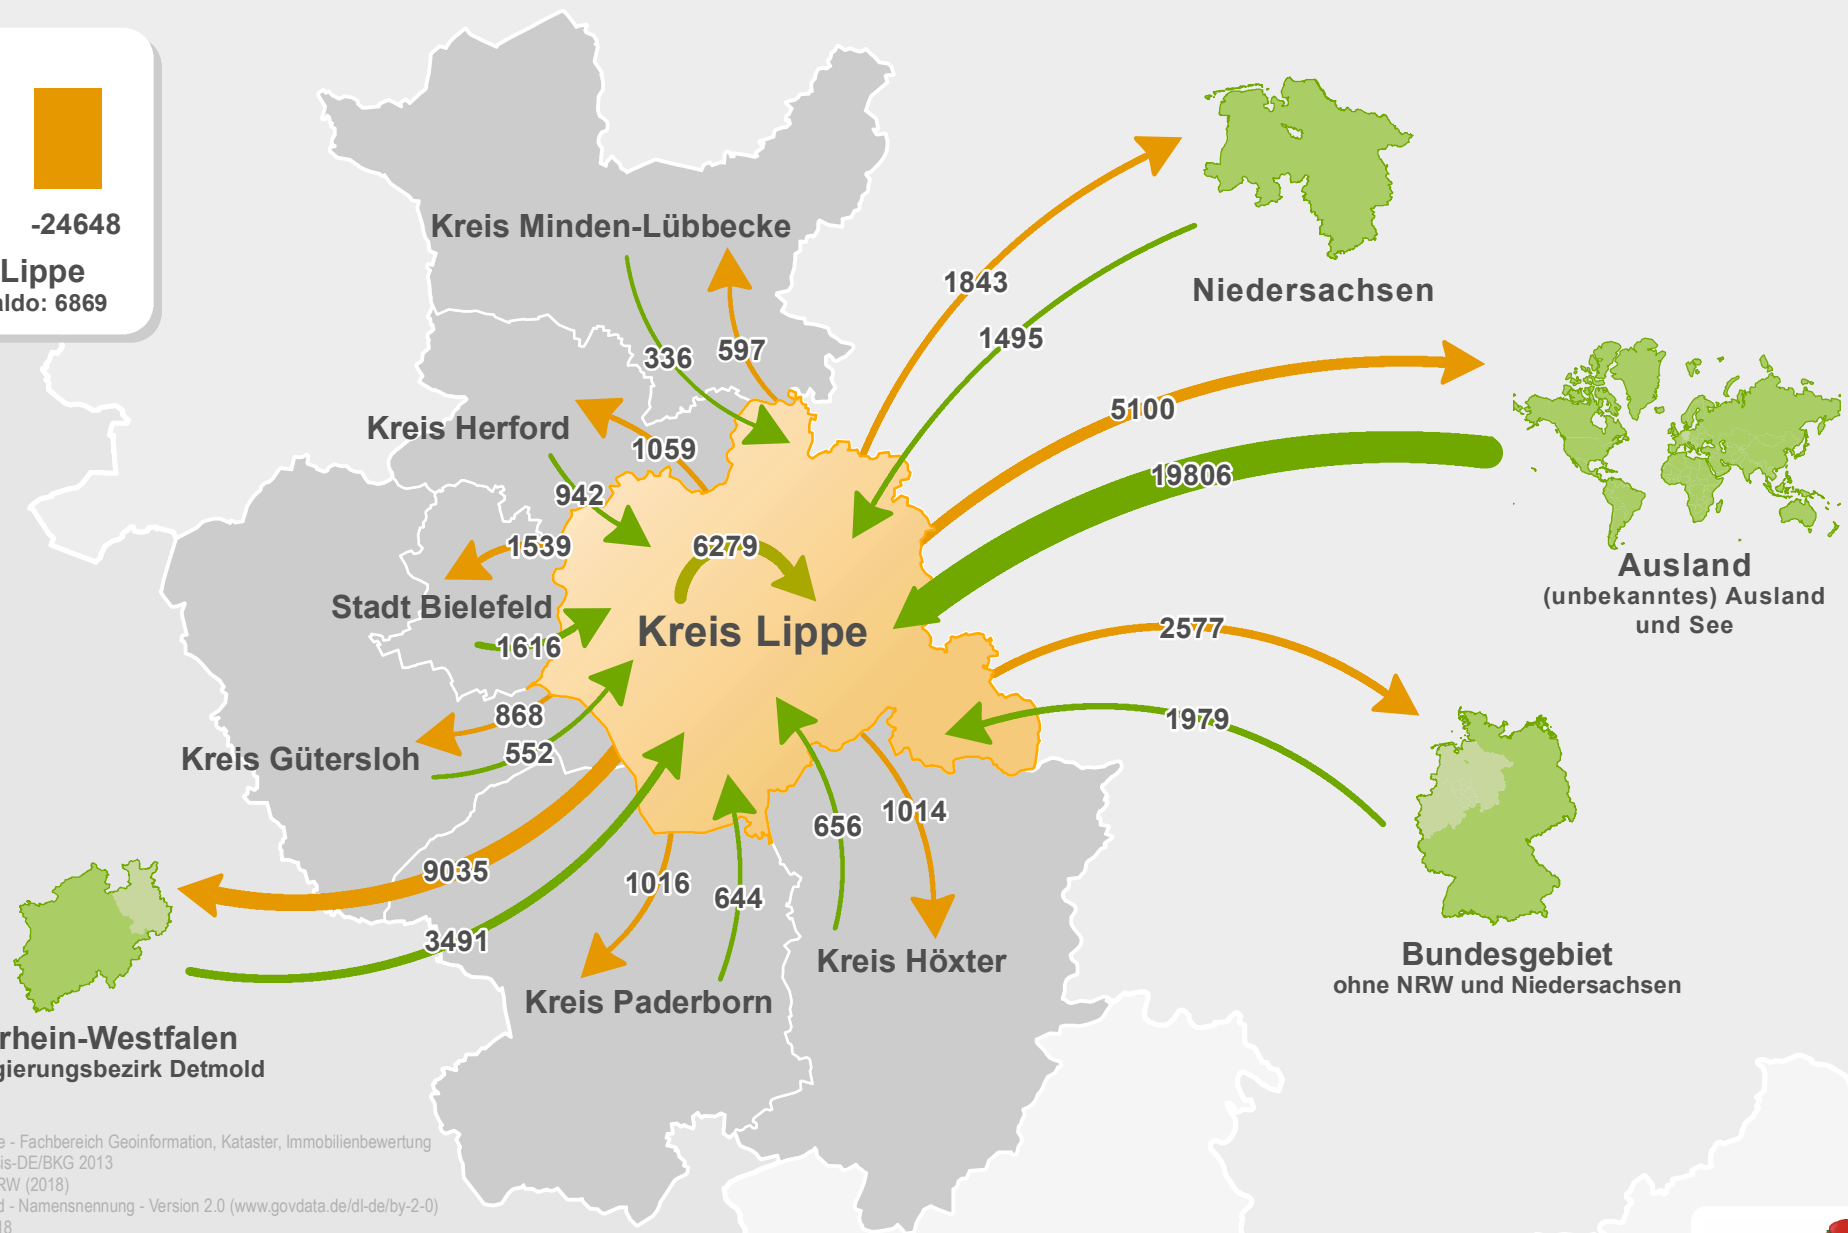 -24648
Lippe
aldo: 6869
Kreis Minden-Lübbecke
336
597
Kreis Herford
1059
942
1539
Stadt Bielefeld
1616
868
Kreis Gütersloh
552
6279
Kreis Lippe
1843
1495
Niedersachsen
5100
19806
Ausland
(unbekanntes) Ausland
und See
2577
1979
Bundesgebiet
ohne NRW und Niedersachsen
656
1014
Kreis Höxter
1016
644
Kreis Paderborn
9035
3491
rhein-Westfalen
gierungsbezirk Detmold
e - Fachbereich Geoinformation, Kataster, Immobilienbewertung
is-DE/BKG 2013
RW (2018)
d - Namensnennung - Version 2.0 (www.govdata.de/dl-de/by-2-0)
18